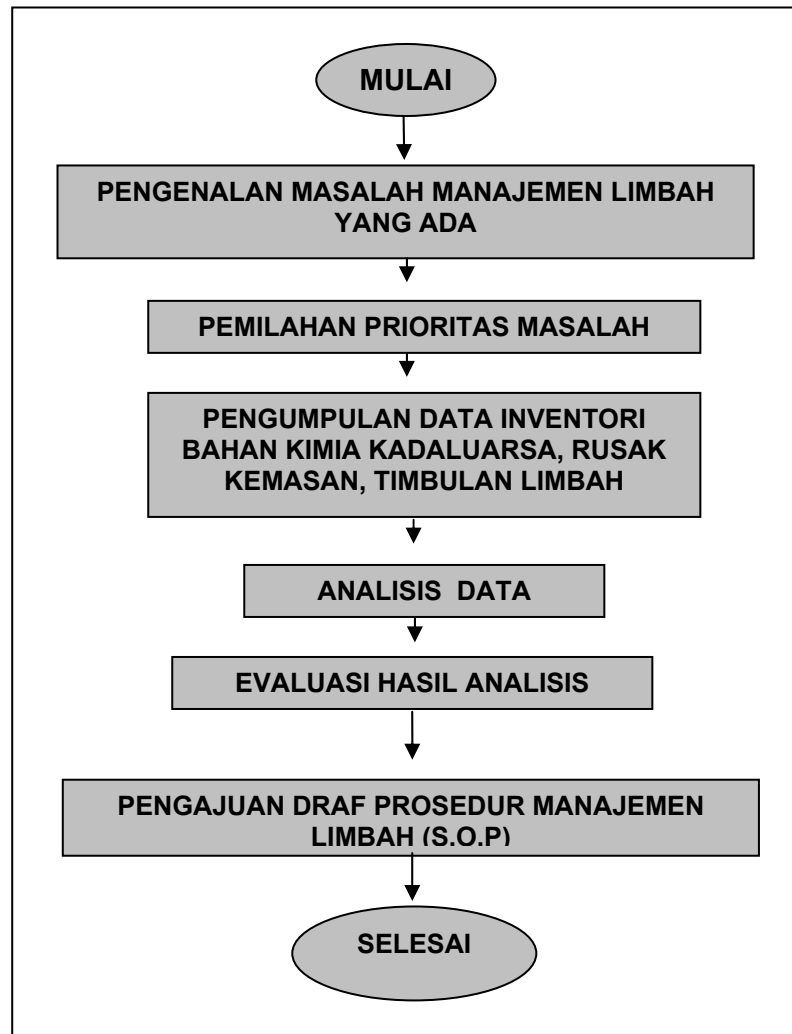 MULAI
PENGENALAN MASALAH MANAJEMEN LIMBAH
YANG ADA
PEMILAHAN PRIORITAS MASALAH
PENGUMPULAN DATA INVENTORI
BAHAN KIMIA KADALUARSA, RUSAK
KEMASAN, TIMBULAN LIMBAH
ANALISIS DATA
EVALUASI HASIL ANALISIS
PENGAJUAN DRAF PROSEDUR MANAJEMEN
LIMBAH (S.O.P)
SELESAI